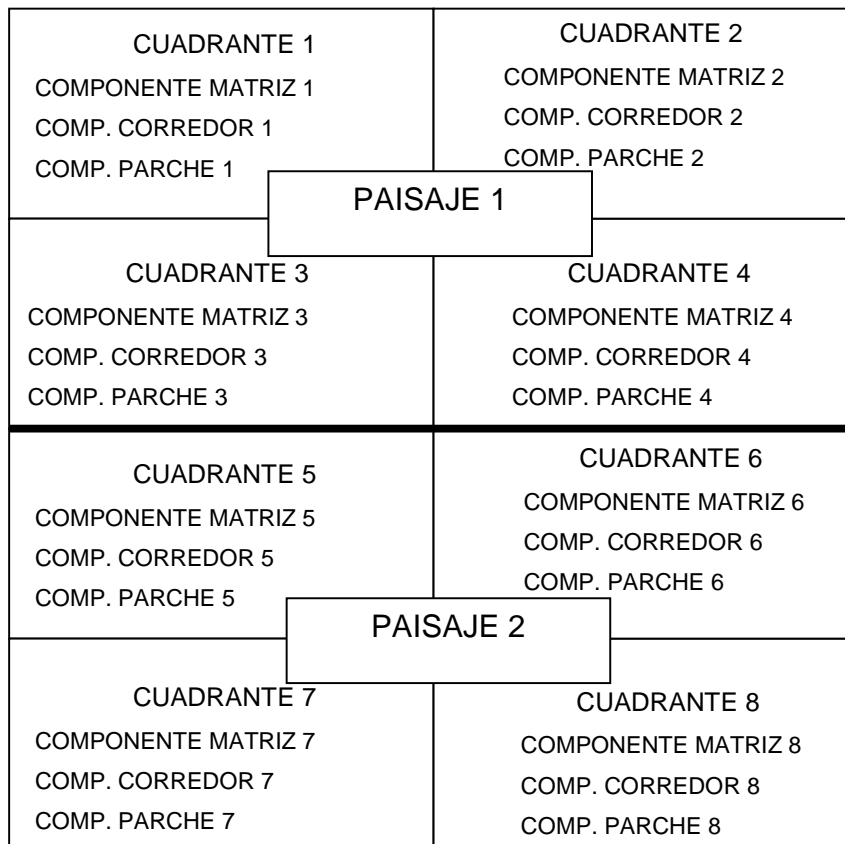 CUADRANTE 1
COMPONENTE MATRIZ 1
COMP. CORREDOR 1
COMP. PARCHE 1
CUADRANTE 2
COMPONENTE MATRIZ 2
COMP. CORREDOR 2
COMP. PARCHE 2
PAISAJE 1
CUADRANTE 3
COMPONENTE MATRIZ 3
COMP. CORREDOR 3
COMP. PARCHE 3
CUADRANTE 4
COMPONENTE MATRIZ 4
COMP. CORREDOR 4
COMP. PARCHE 4
CUADRANTE 5
COMPONENTE MATRIZ 5
COMP. CORREDOR 5
COMP. PARCHE 5
CUADRANTE 6
COMPONENTE MATRIZ 6
COMP. CORREDOR 6
COMP. PARCHE 6
PAISAJE 2
CUADRANTE 7
COMPONENTE MATRIZ 7
COMP. CORREDOR 7
COMP. PARCHE 7
CUADRANTE 8
COMPONENTE MATRIZ 8
COMP. CORREDOR 8
COMP. PARCHE 8